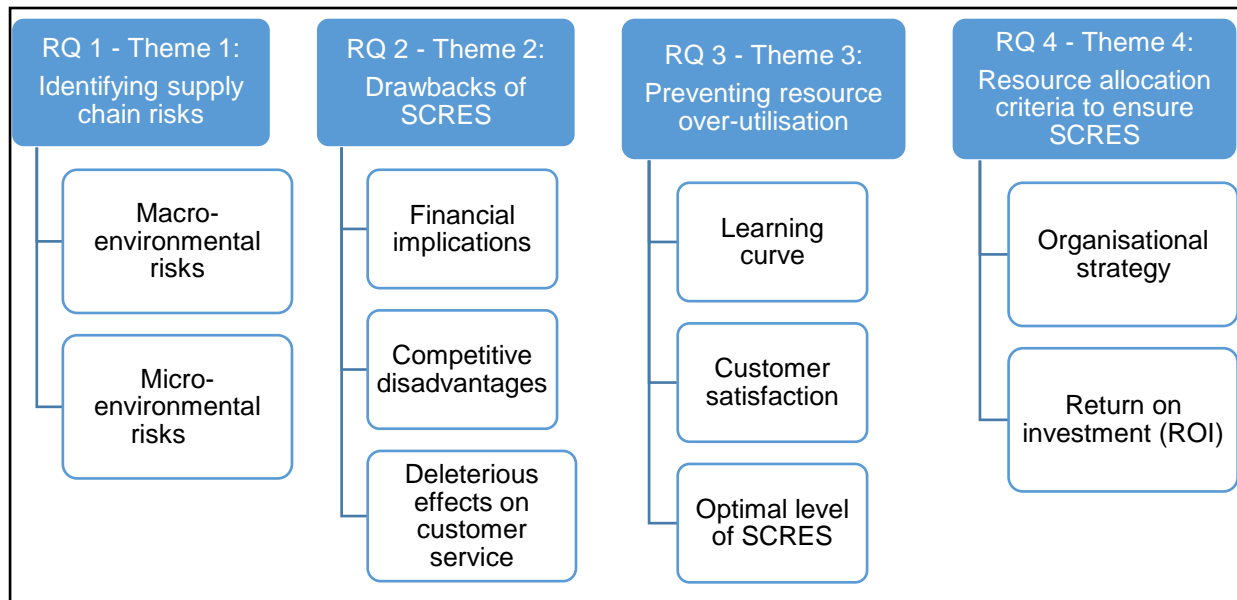 RQ 1 - Theme 1:
Identifying supply
chain risks
Macro-
environmental
risks
Micro-
environmental
risks
RQ 2 - Theme 2:
Drawbacks of
SCRES
Financial
implications
Competitive
disadvantages
Deleterious
effects on
customer
service
RQ 3 - Theme 3:
Preventing resource
over-utilisation
Learning
curve
Customer
satisfaction
Optimal level
of SCRES
RQ 4 - Theme 4:
Resource allocation
criteria to ensure
SCRES
Organisational
strategy
Return on
investment (ROI)